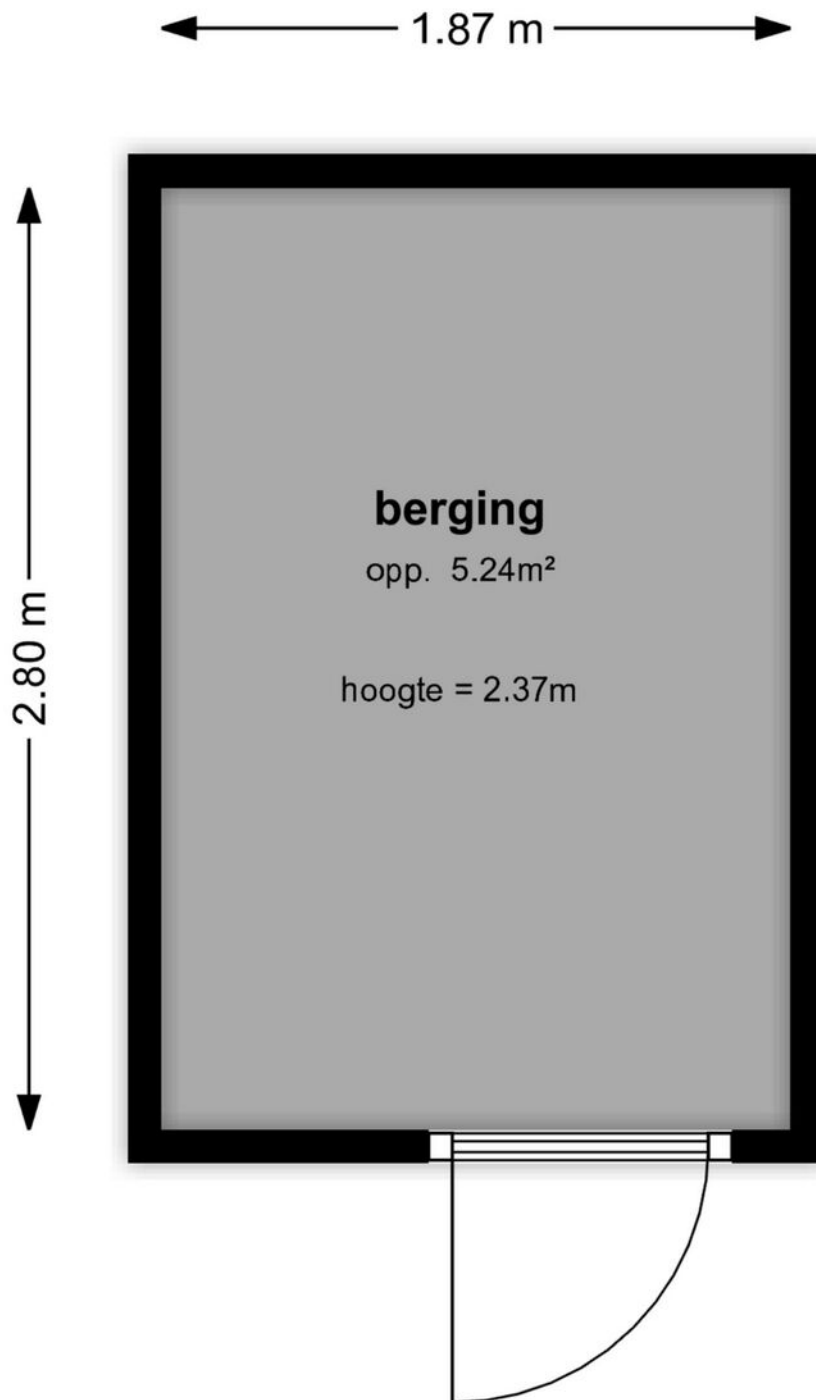 1.87 m
2.80 m
berging
opp. 5.24m²
hoogte = 2.37m